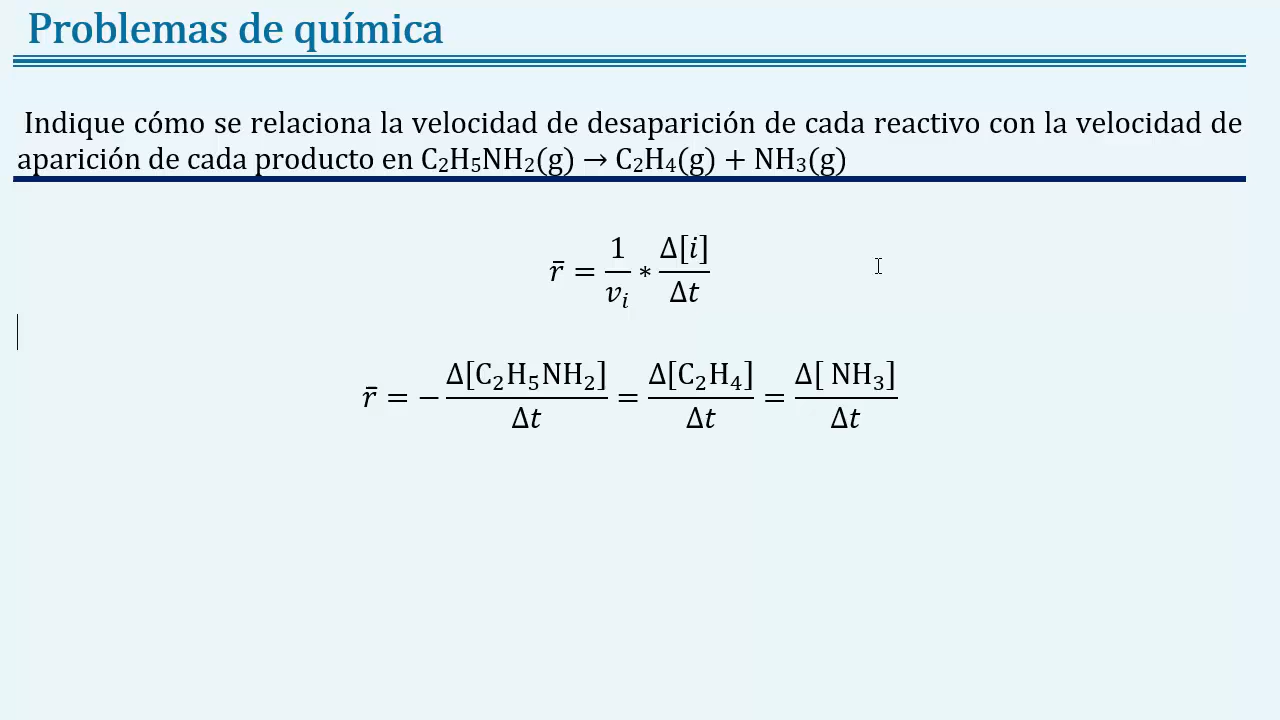 Problemas de química
Indique cómo se relaciona la velocidad de desaparición de cada reactivo con la velocidad de
aparición de cada producto en C₂H₅NH₂(g) → C₂H₄(g) + NH₃(g)
r̄ = 1/vᵢ * Δ[i]/Δt
r̄ = − Δ[C₂H₅NH₂]/Δt = Δ[C₂H₄]/Δt = Δ[ NH₃]/Δt